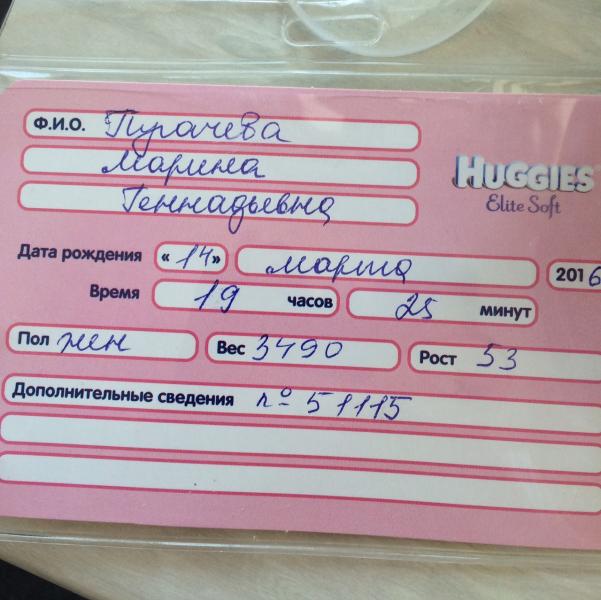 Ф.И.О. Пугачева
Марина
Геннадьевна
HUGGIES
Elite Soft
Дата рождения «14» марта 2016
Время 19 часов 25 минут
Пол жен Вес 3490 Рост 53
Дополнительные сведения № 51115